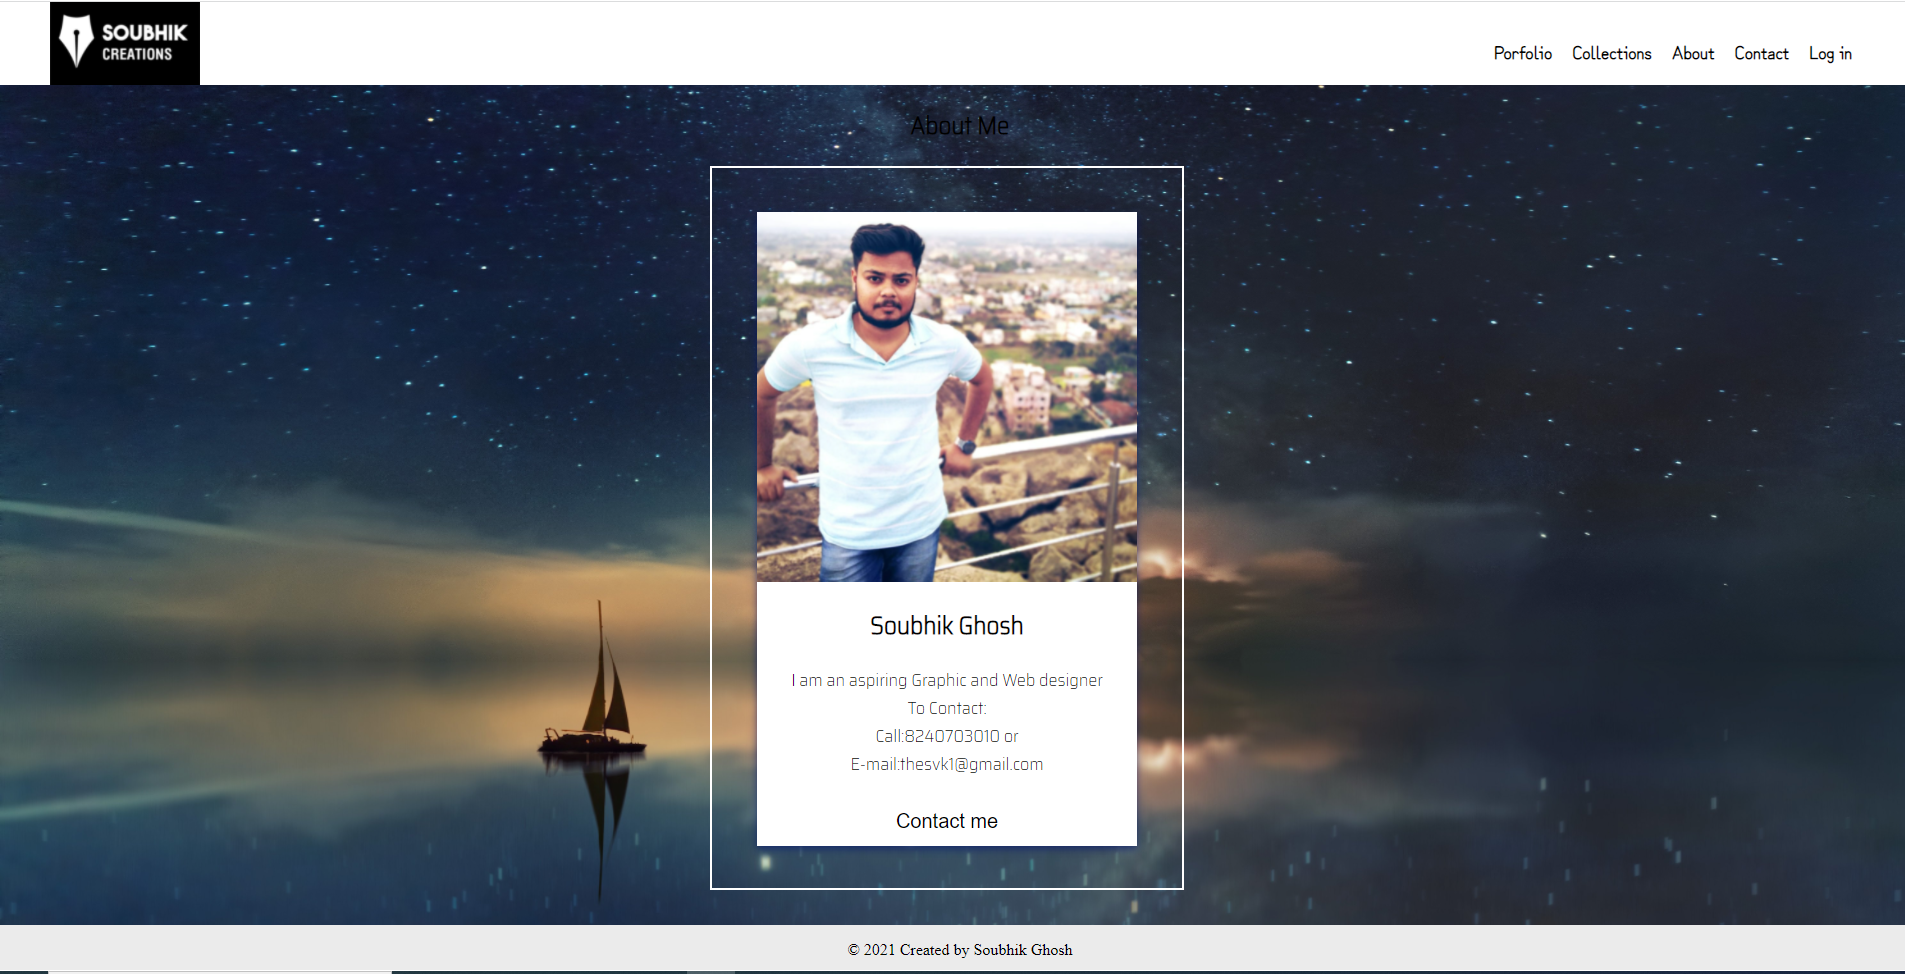 SOUBHIK
CREATIONS
Porfolio Collections About Contact Log in
About Me
Soubhik Ghosh
I am an aspiring Graphic and Web designer
To Contact:
Call:8240703010 or
E-mail:thesvk1@gmail.com
Contact me
© 2021 Created by Soubhik Ghosh